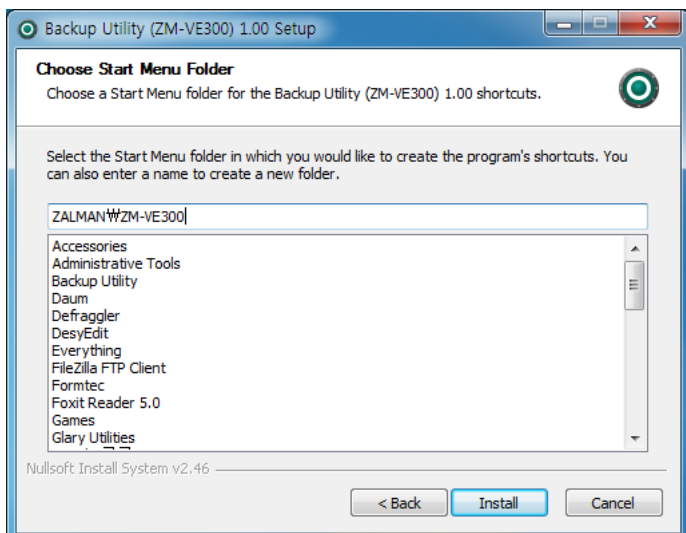 Backup Utility (ZM-VE300) 1.00 Setup
Choose Start Menu Folder
Choose a Start Menu folder for the Backup Utility (ZM-VE300) 1.00 shortcuts.
Select the Start Menu folder in which you would like to create the program's shortcuts. You
can also enter a name to create a new folder.
ZALMAN₩ZM-VE300
Accessories
Administrative Tools
Backup Utility
Daum
Defraggler
DesyEdit
Everything
FileZilla FTP Client
Formtec
Foxit Reader 5.0
Games
Glary Utilities
Nullsoft Install System v2.46
< Back
Install
Cancel